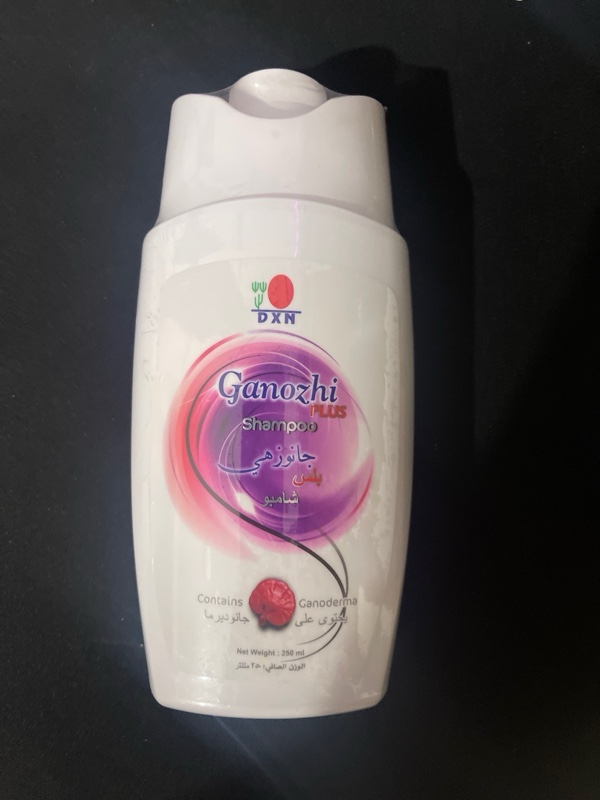 DXN
Ganozhi
PLUS
Shampoo
جانوزهي
بلس
شامبو
Contains Ganoderma
يحتوي على جانوديرما
Net Weight : 250 ml
الوزن الصافي: ٢٥٠ مللتر